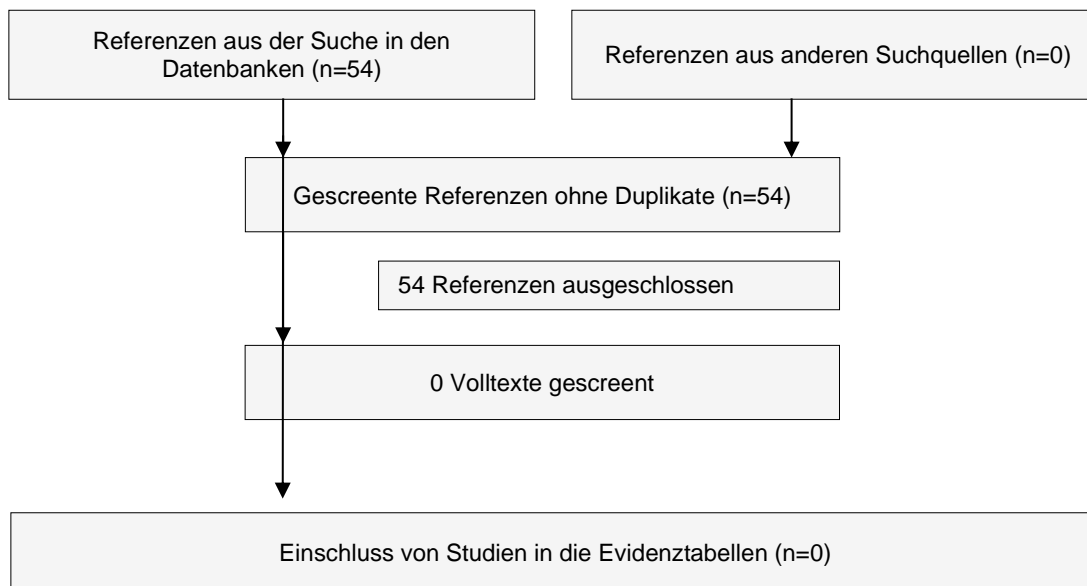 Referenzen aus der Suche in den
Datenbanken (n=54)
Referenzen aus anderen Suchquellen (n=0)
Gescreente Referenzen ohne Duplikate (n=54)
54 Referenzen ausgeschlossen
0 Volltexte gescreent
Einschluss von Studien in die Evidenztabellen (n=0)